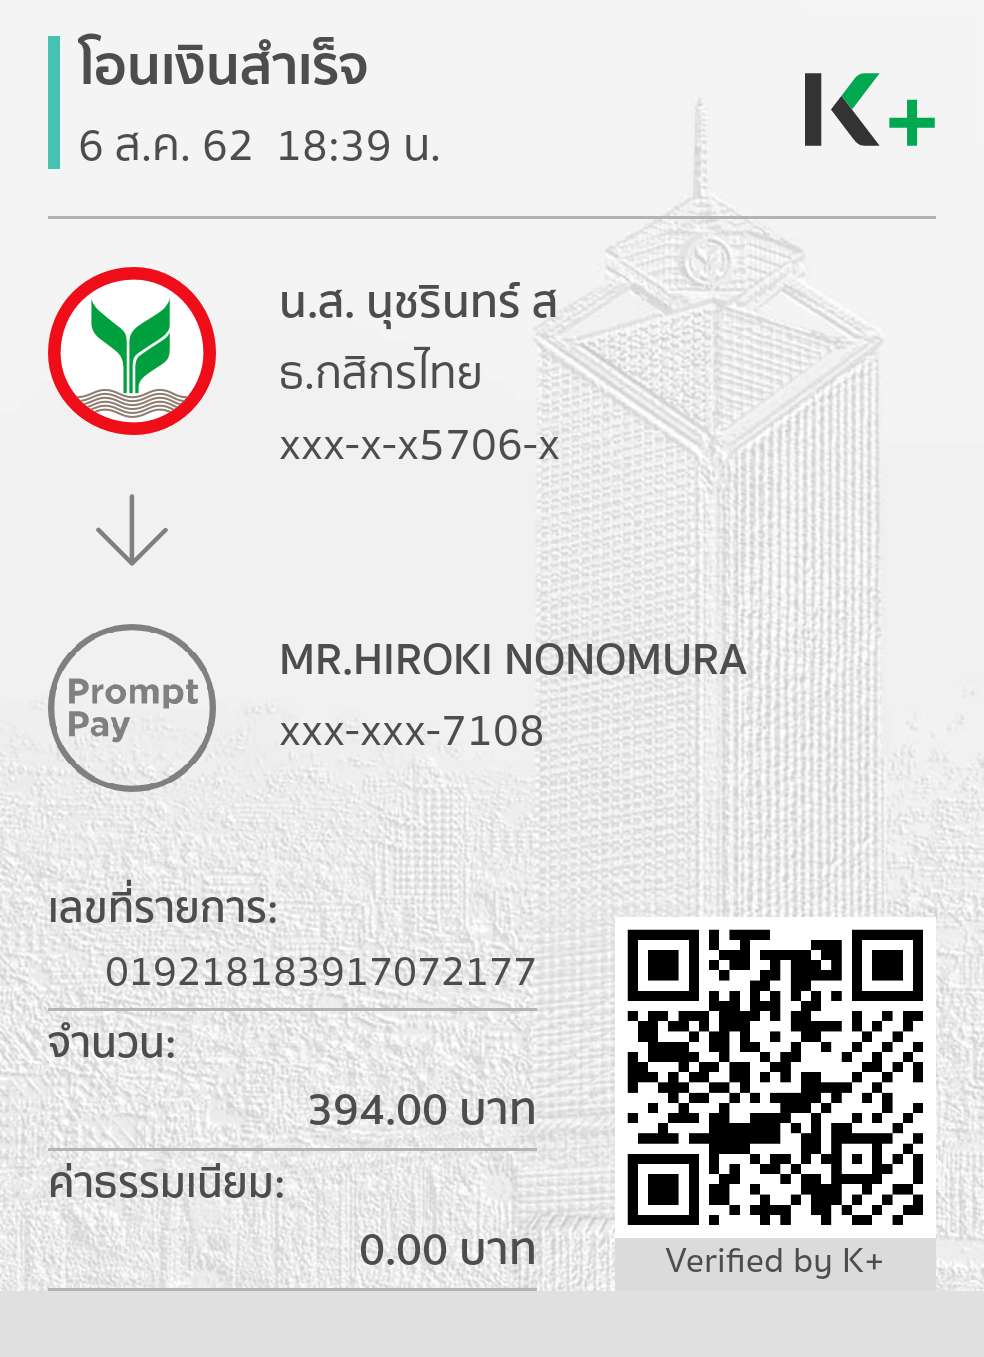 โอนเงินสำเร็จ
6 ส.ค. 62 18:39 น.
K+
น.ส. นุชรินทร์ ส
ธ.กสิกรไทย
xxx-x-x5706-x
Prompt
Pay
MR.HIROKI NONOMURA
xxx-xxx-7108
เลขที่รายการ:
019218183917072177
จำนวน:
394.00 บาท
ค่าธรรมเนียม:
0.00 บาท
Verified by K+